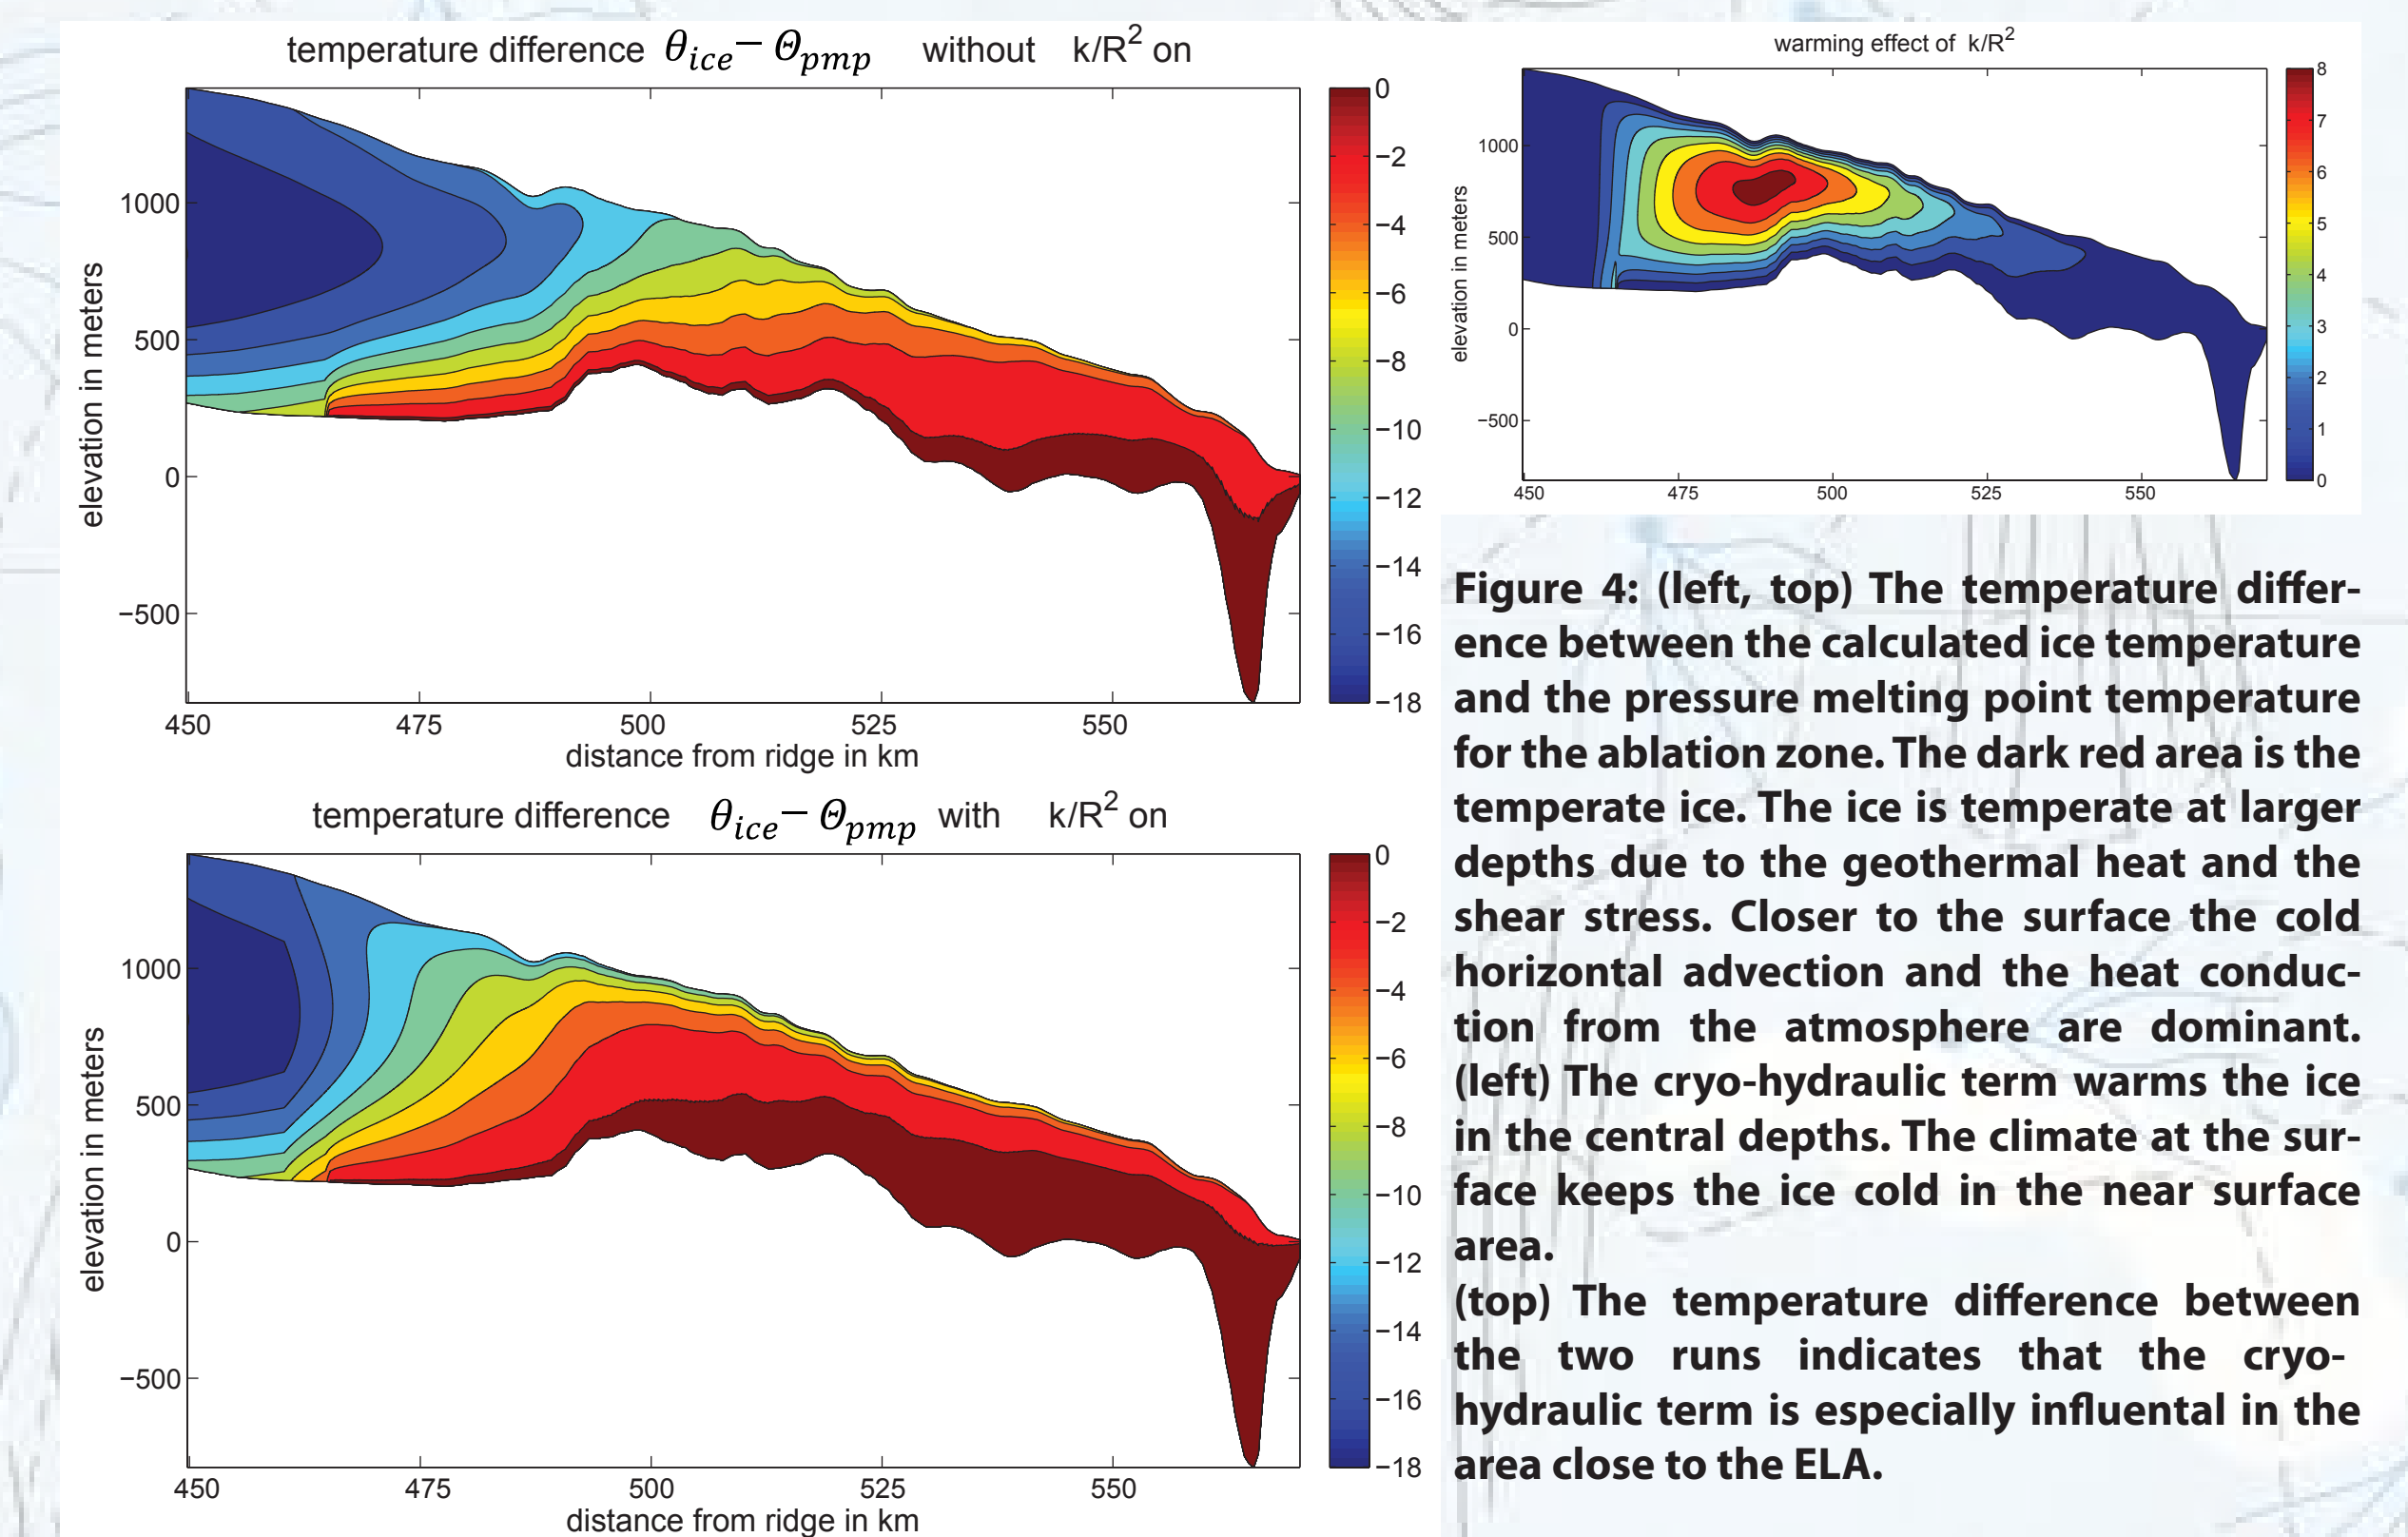 temperature difference θice− Θpmp without k/R² on
elevation in meters
1000
500
0
−500
450 475 500 525 550
distance from ridge in km
0
−2
−4
−6
−8
−10
−12
−14
−16
−18
temperature difference θice− Θpmp with k/R² on
elevation in meters
1000
500
0
−500
450 475 500 525 550
distance from ridge in km
0
−2
−4
−6
−8
−10
−12
−14
−16
−18
warming effect of k/R²
elevation in meters
1000
500
0
−500
450 475 500 525 550
8
7
6
5
4
3
2
1
0
Figure 4: (left, top) The temperature differ-
ence between the calculated ice temperature
and the pressure melting point temperature
for the ablation zone. The dark red area is the
temperate ice. The ice is temperate at larger
depths due to the geothermal heat and the
shear stress. Closer to the surface the cold
horizontal advection and the heat conduc-
tion from the atmosphere are dominant.
(left) The cryo-hydraulic term warms the ice
in the central depths. The climate at the sur-
face keeps the ice cold in the near surface
area.
(top) The temperature difference between
the two runs indicates that the cryo-
hydraulic term is especially influental in the
area close to the ELA.